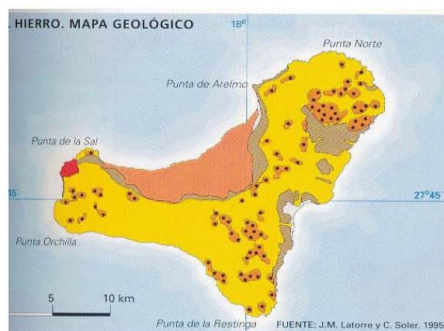 . HIERRO. MAPA GEOLÓGICO
18º
Punta Norte
Punta de Arelmo
Punta de la Sal
45'
27º45'
Punta Orchilla
5 10 km
Punta de la Restinga
FUENTE: J.M. Latorre y C. Soler. 1995